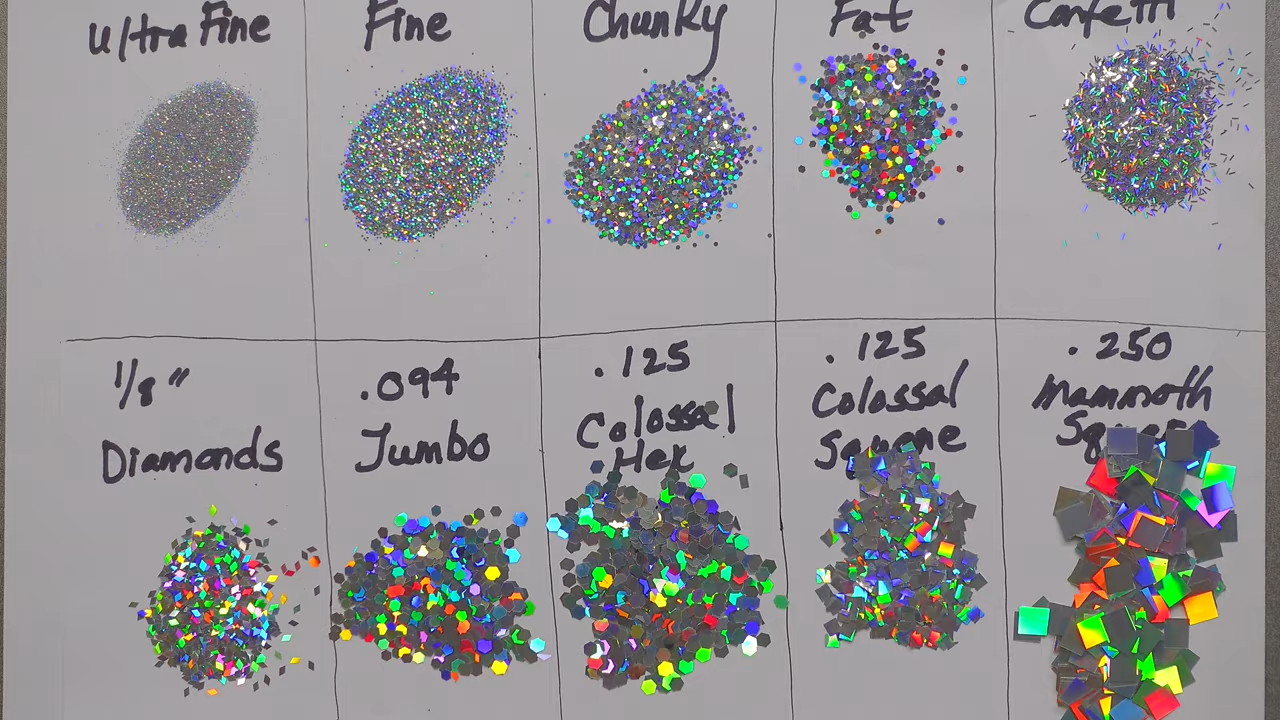 Ultra Fine
Fine
Chunky
Fat
Confetti
1/8"
Diamonds
.094
Jumbo
.125
Colossal
Hex
.125
Colossal
Square
.250
Mammoth